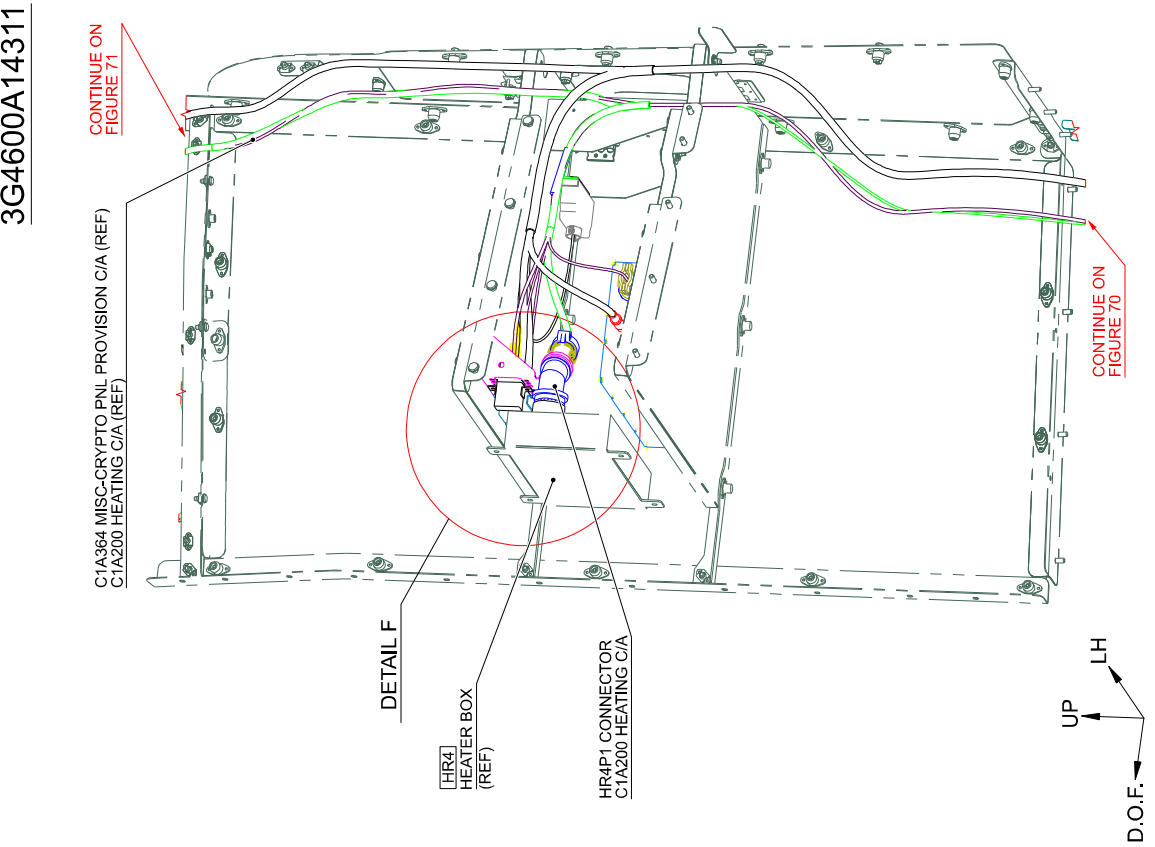 3G4600A14311
CONTINUE ON
FIGURE 71
C1A364 MISC-CRYPTO PNL PROVISION C/A (REF)
C1A200 HEATING C/A (REF)
CONTINUE ON
FIGURE 70
DETAIL F
HR4
HEATER BOX
(REF)
HR4P1 CONNECTOR
C1A200 HEATING C/A
UP
LH
D.O.F.